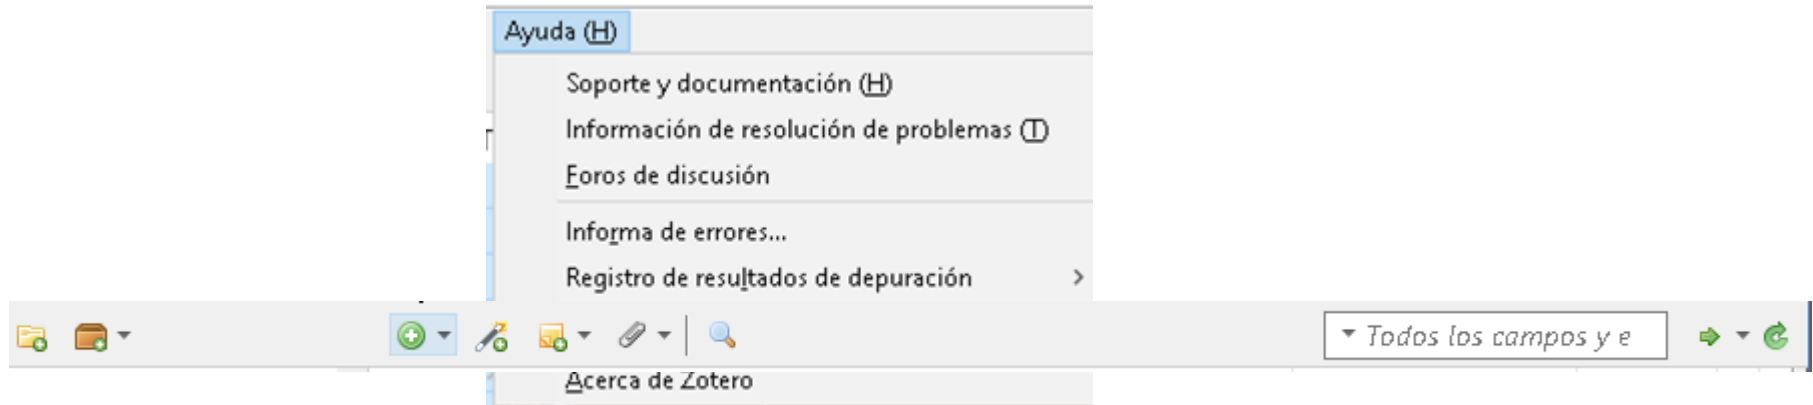 Ayuda (H)
Soporte y documentación (H)
Información de resolución de problemas (T)
Foros de discusión
Informa de errores...
Registro de resultados de depuración
Todos los campos y e
Acerca de Zotero